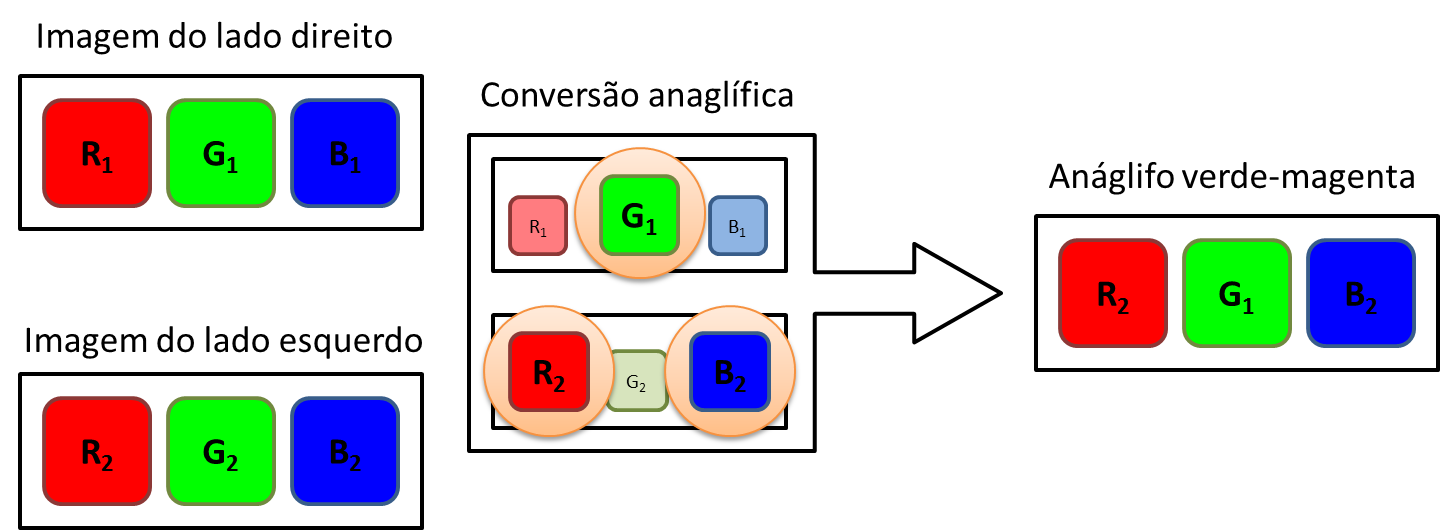 Imagem do lado direito
R1 G1 B1
Imagem do lado esquerdo
R2 G2 B2
Conversão anaglífica
R1 G1 B1
R2 G2 B2
Anáglifo verde-magenta
R2 G1 B2